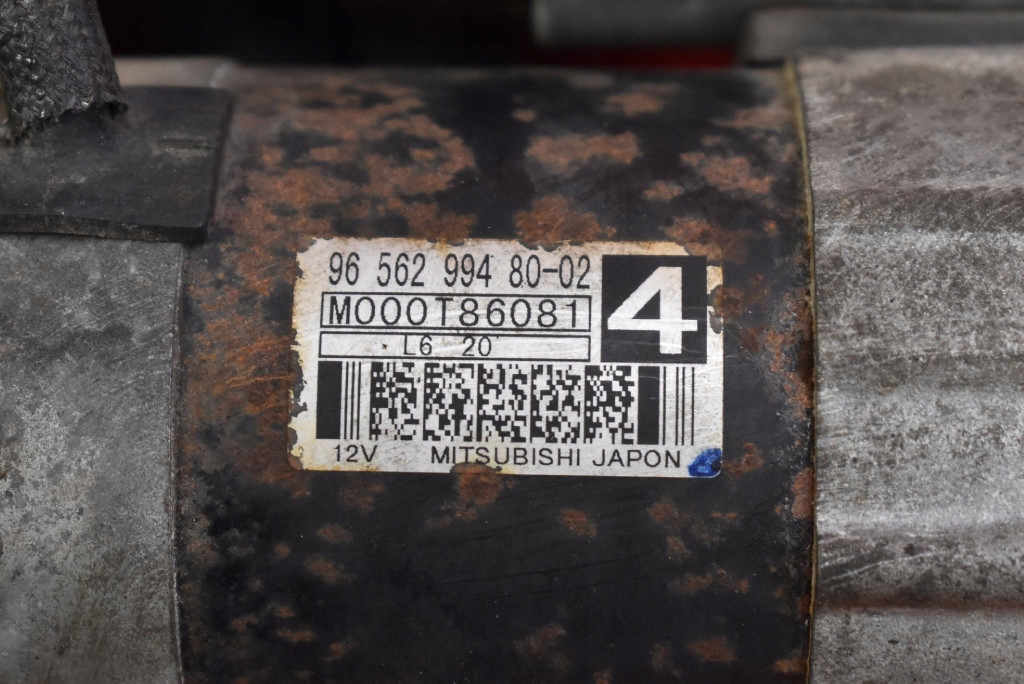 96 562 994 80-02
4
M000T86081
L6 20
12V MITSUBISHI JAPON